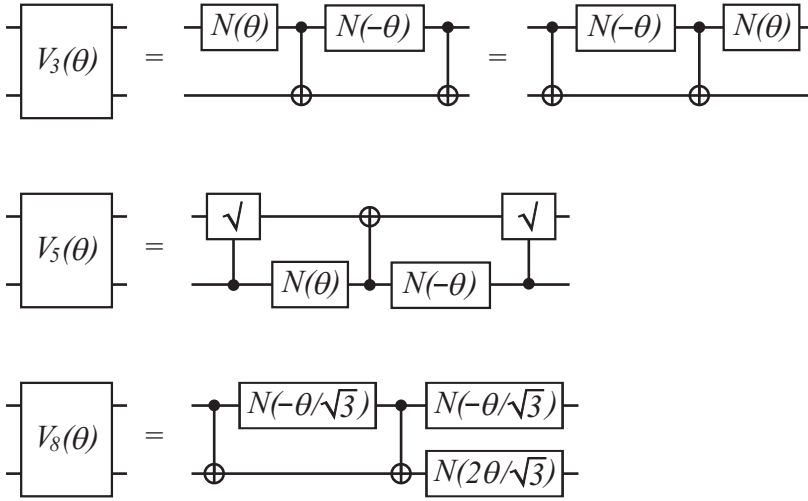 V₃(θ) = N(θ) N(−θ) = N(−θ) N(θ)
V₅(θ) = √ √
N(θ) N(−θ)
V₈(θ) = N(−θ/√3) N(−θ/√3)
N(2θ/√3)